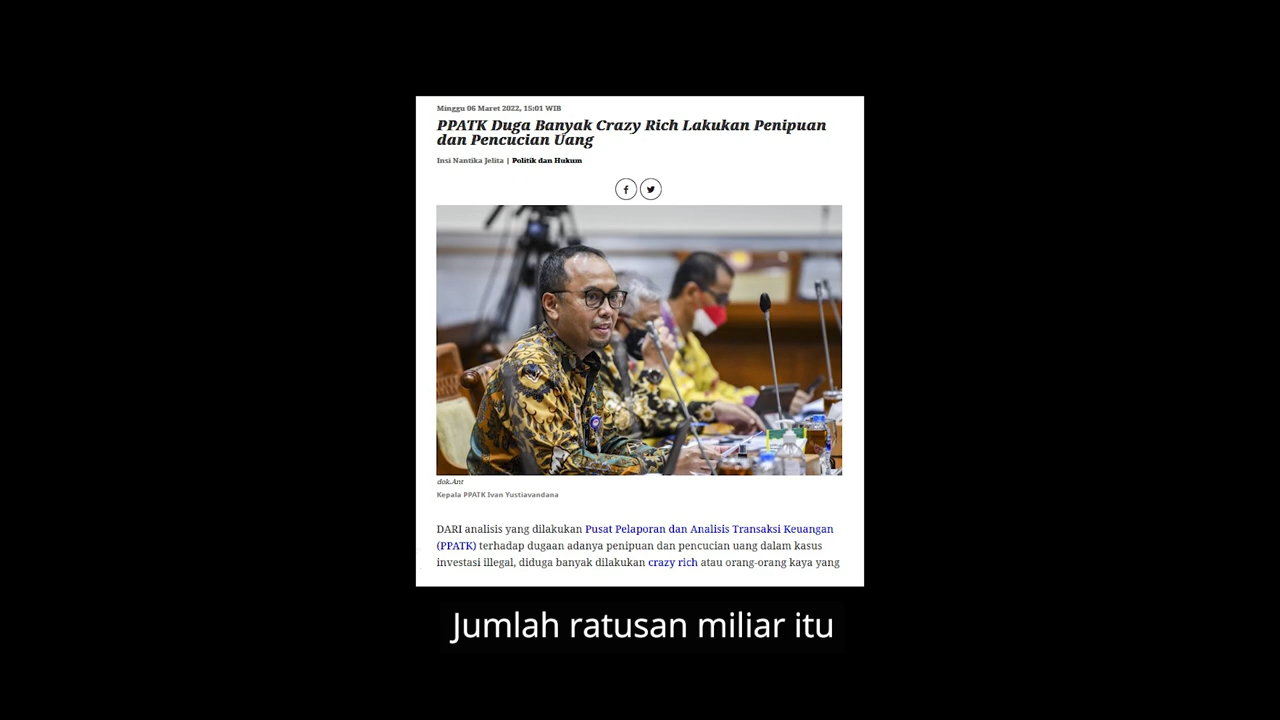 Minggu 06 Maret 2022, 15:01 WIB
PPATK Duga Banyak Crazy Rich Lakukan Penipuan
dan Pencucian Uang
Insi Nantika Jelita | Politik dan Hukum
dok.Ant
Kepala PPATK Ivan Yustiavandana
DARI analisis yang dilakukan Pusat Pelaporan dan Analisis Transaksi Keuangan
(PPATK) terhadap dugaan adanya penipuan dan pencucian uang dalam kasus
investasi illegal, diduga banyak dilakukan crazy rich atau orang-orang kaya yang
Jumlah ratusan miliar itu